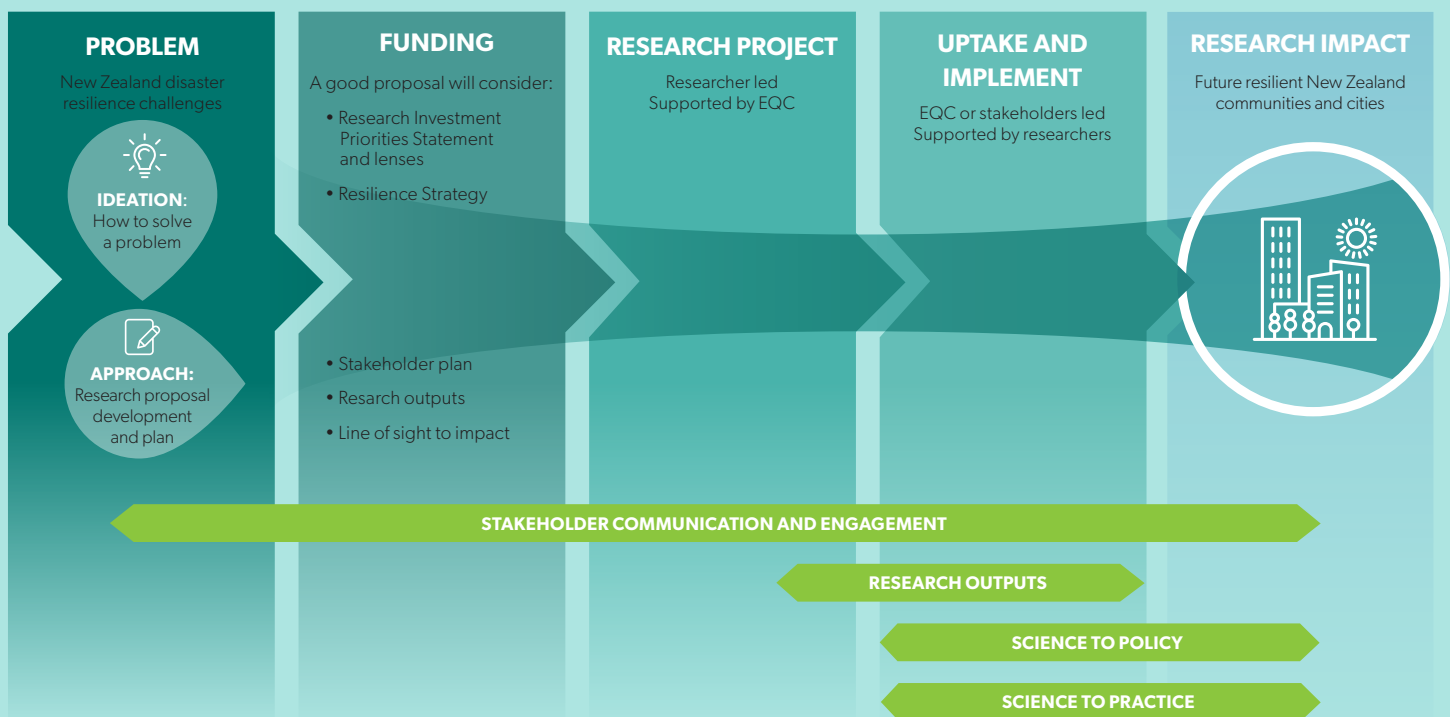 PROBLEM
New Zealand disaster
resilience challenges
IDEATION:
How to solve
a problem
APPROACH:
Research proposal
development
and plan
FUNDING
A good proposal will consider:
• Research Investment
Priorities Statement
and lenses
• Resilience Strategy
• Stakeholder plan
• Resarch outputs
• Line of sight to impact
RESEARCH PROJECT
Researcher led
Supported by EQC
UPTAKE AND
IMPLEMENT
EQC or stakeholders led
Supported by researchers
RESEARCH IMPACT
Future resilient New Zealand
communities and cities
STAKEHOLDER COMMUNICATION AND ENGAGEMENT
RESEARCH OUTPUTS
SCIENCE TO POLICY
SCIENCE TO PRACTICE